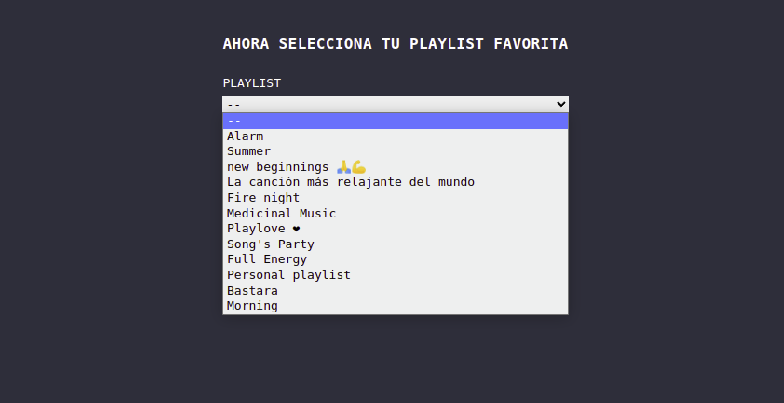 AHORA SELECCIONA TU PLAYLIST FAVORITA
PLAYLIST
--
--
Alarm
Summer
new beginnings 🙏💪
La canción más relajante del mundo
Fire night
Medicinal Music
Playlove ❤
Song's Party
Full Energy
Personal playlist
Bastara
Morning